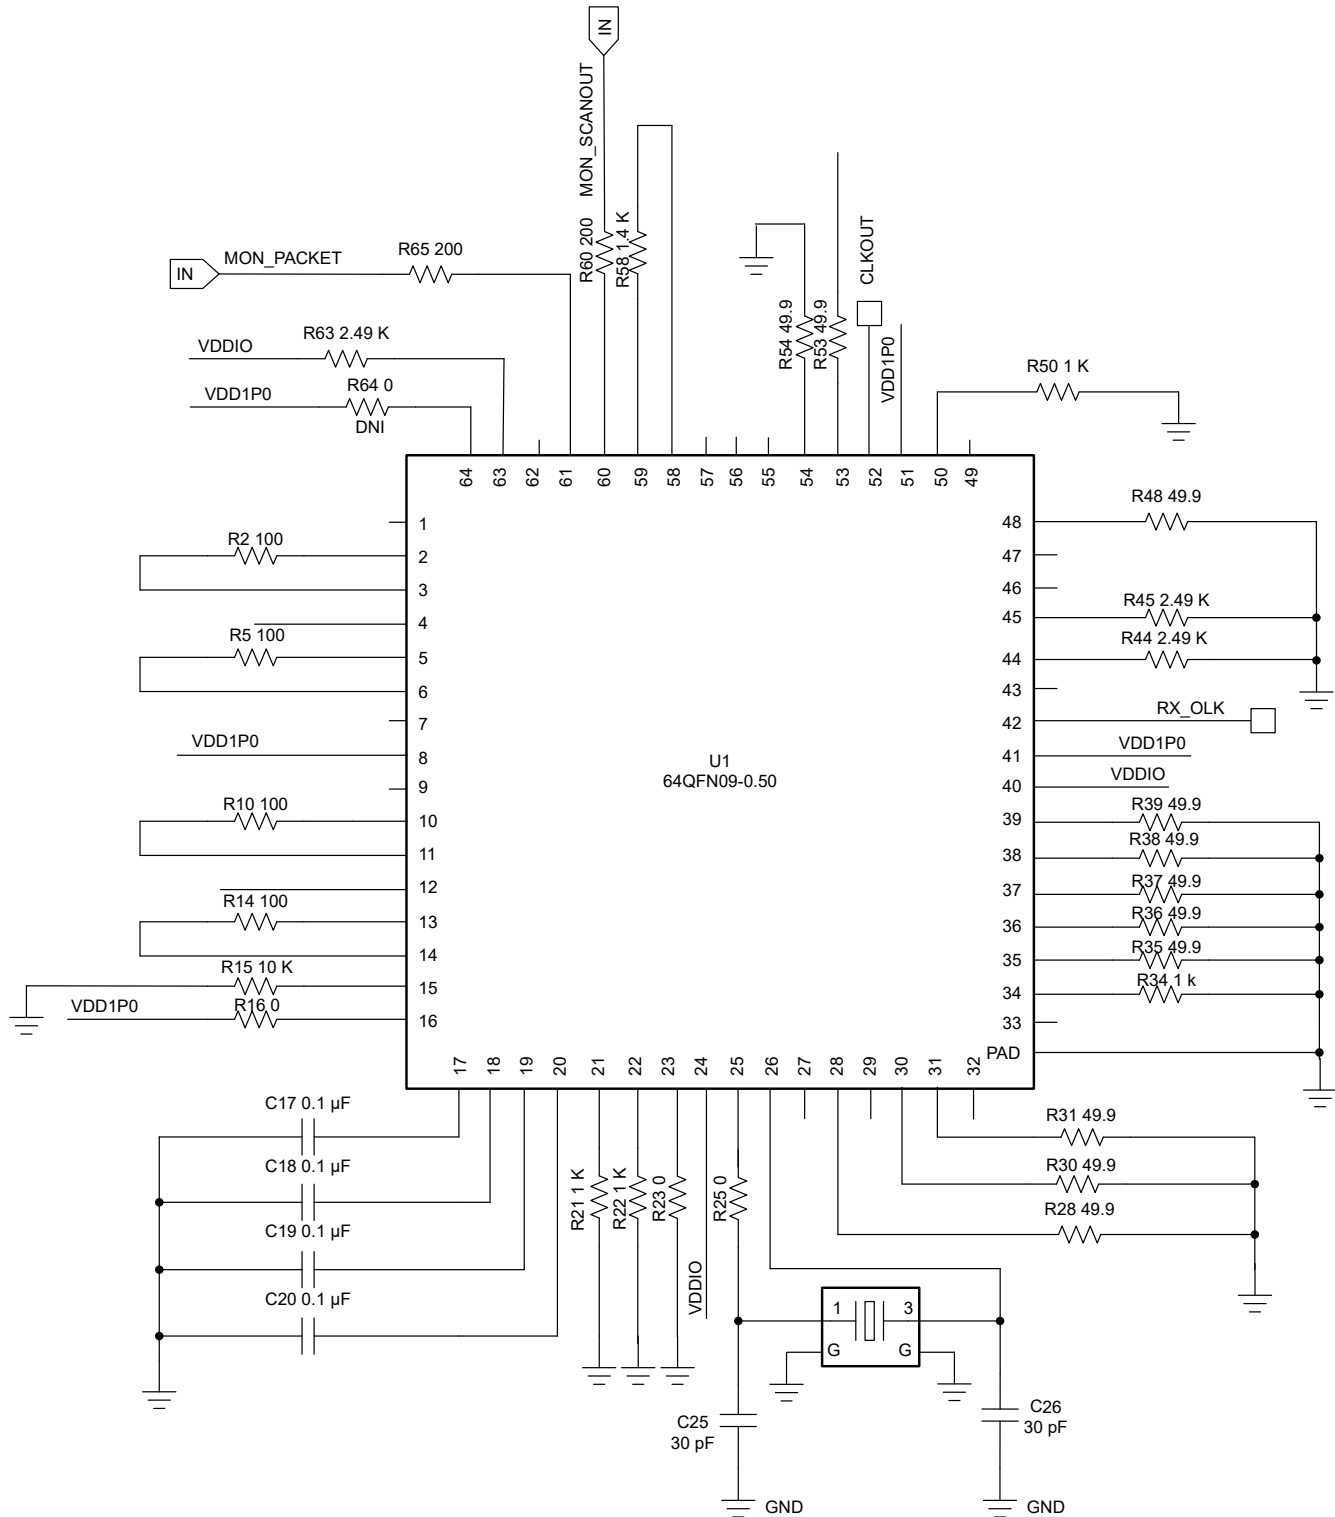 IN
MON_SCANOUT
R60 200
R58 1.4 K
IN
MON_PACKET
R65 200
CLKOUT
R54 49.9
R53 49.9
VDD1P0
VDDIO
R63 2.49 K
VDD1P0
R64 0
DNI
R50 1 K
64
63
62
61
60
59
58
57
56
55
54
53
52
51
50
49
1
R2 100
2
3
4
R5 100
5
6
7
VDD1P0
8
9
R10 100
10
11
12
R14 100
13
14
R15 10 K
15
VDD1P0
R16 0
16
U1
64QFN09-0.50
48
R48 49.9
47
46
45
R45 2.49 K
44
R44 2.49 K
43
42
RX_OLK
41
VDD1P0
40
VDDIO
39
R39 49.9
38
R38 49.9
37
R37 49.9
36
R36 49.9
35
R35 49.9
34
R34 1 k
33
PAD
17
18
19
20
21
22
23
24
25
26
27
28
29
30
31
32
C17 0.1 µF
C18 0.1 µF
C19 0.1 µF
C20 0.1 µF
R21 1 K
R22 1 K
R23 0
VDDIO
R25 0
R31 49.9
R30 49.9
R28 49.9
1
3
G
G
C25
30 pF
C26
30 pF
GND
GND